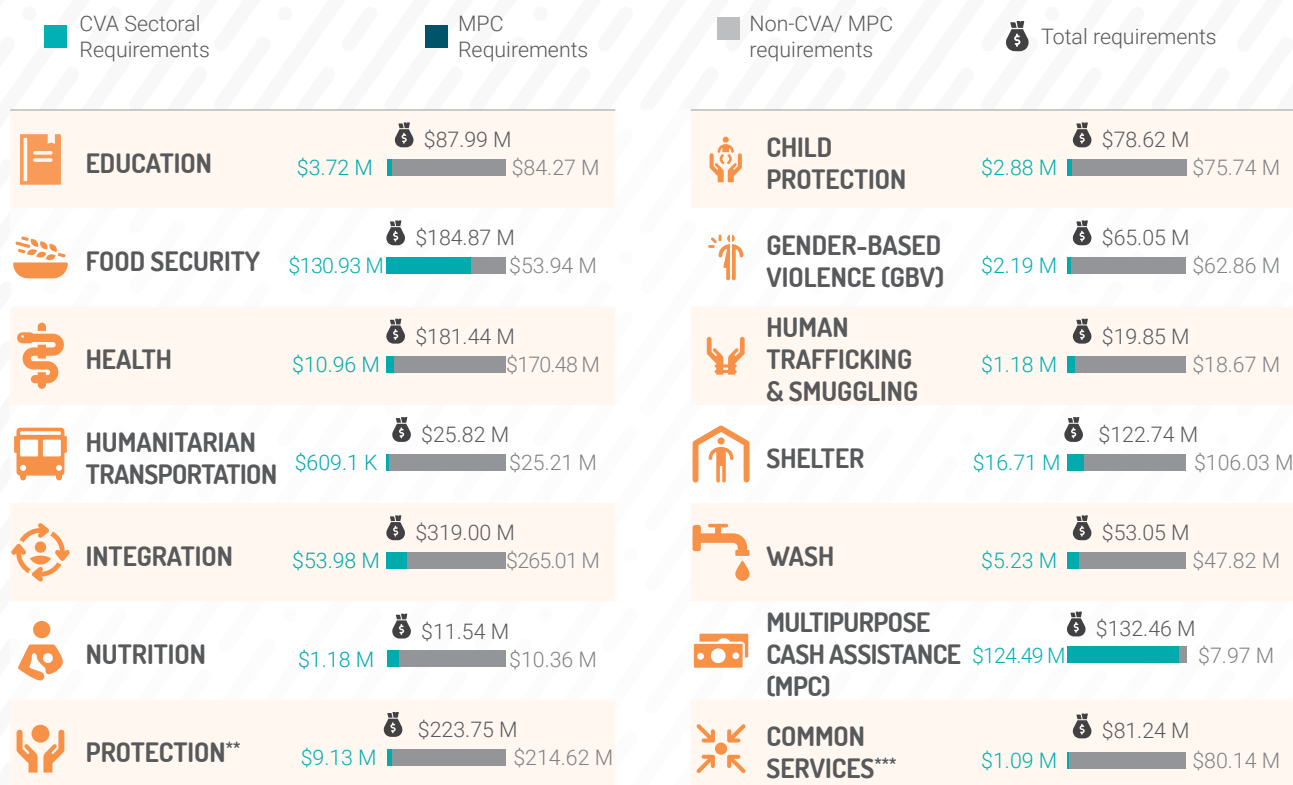 CVA Sectoral
Requirements
MPC
Requirements
Non-CVA/ MPC
requirements
Total requirements
EDUCATION
$87.99 M
$3.72 M
$84.27 M
FOOD SECURITY
$184.87 M
$130.93 M
$53.94 M
HEALTH
$181.44 M
$10.96 M
$170.48 M
HUMANITARIAN
TRANSPORTATION
$25.82 M
$609.1 K
$25.21 M
INTEGRATION
$319.00 M
$53.98 M
$265.01 M
NUTRITION
$11.54 M
$1.18 M
$10.36 M
PROTECTION**
$223.75 M
$9.13 M
$214.62 M
CHILD
PROTECTION
$78.62 M
$2.88 M
$75.74 M
GENDER-BASED
VIOLENCE (GBV)
$65.05 M
$2.19 M
$62.86 M
HUMAN
TRAFFICKING
& SMUGGLING
$19.85 M
$1.18 M
$18.67 M
SHELTER
$122.74 M
$16.71 M
$106.03 M
WASH
$53.05 M
$5.23 M
$47.82 M
MULTIPURPOSE
CASH ASSISTANCE
(MPC)
$132.46 M
$124.49 M
$7.97 M
COMMON
SERVICES***
$81.24 M
$1.09 M
$80.14 M